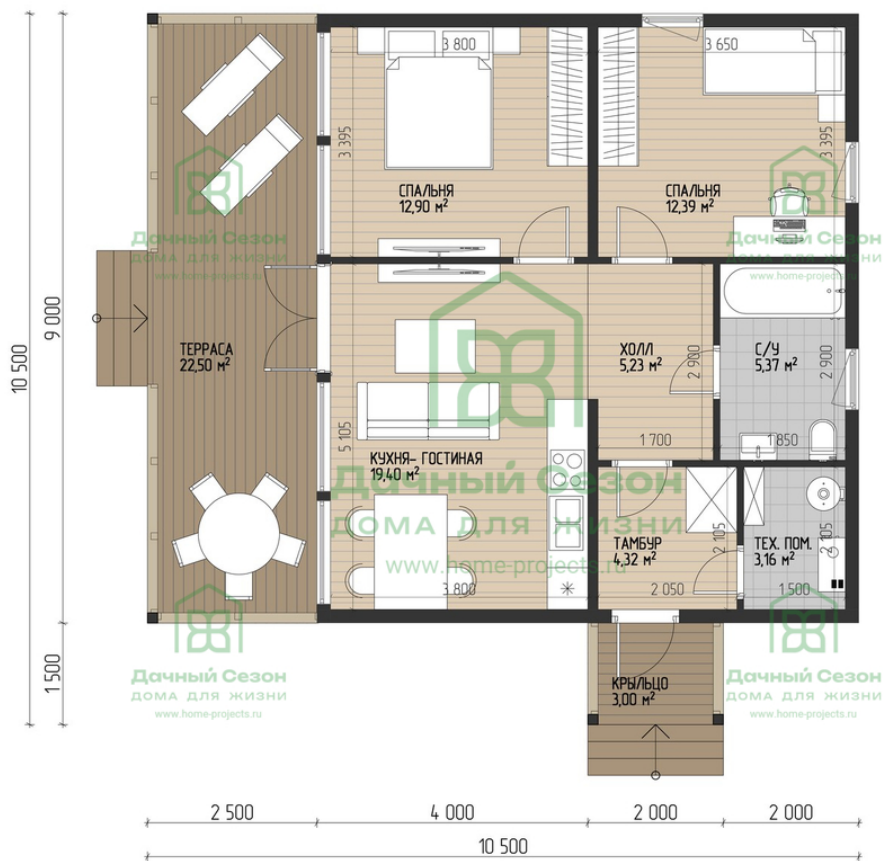 3 800
3 650
3 395
3 395
СПАЛЬНЯ
12,90 м²
СПАЛЬНЯ
12,39 м²
Дачный Сезон
ДОМА ДЛЯ ЖИЗНИ
www.home-projects.ru
Дачный Сезон
ДОМА ДЛЯ ЖИЗНИ
www.home-projects.ru
10 500
9 000
ТЕРРАСА
22,50 м²
ХОЛЛ
5,23 м²
2 900
С/У
5,37 м²
2 900
5 105
1 700
1 850
КУХНЯ- ГОСТИНАЯ
19,40 м²
Дачный Сезон
ДОМА ДЛЯ ЖИЗНИ
www.home-projects.ru
ТАМБУР
4,32 м²
2 105
ТЕХ. ПОМ.
3,16 м²
2 105
3 800
2 050
1 500
1 500
Дачный Сезон
ДОМА ДЛЯ ЖИЗНИ
www.home-projects.ru
КРЫЛЬЦО
3,00 м²
Дачный Сезон
ДОМА ДЛЯ ЖИЗНИ
www.home-projects.ru
2 500
4 000
2 000
2 000
10 500